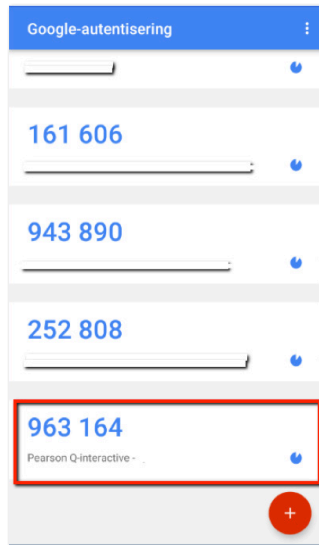 Google-autentisering
161 606
943 890
252 808
963 164
Pearson Q-interactive -
+